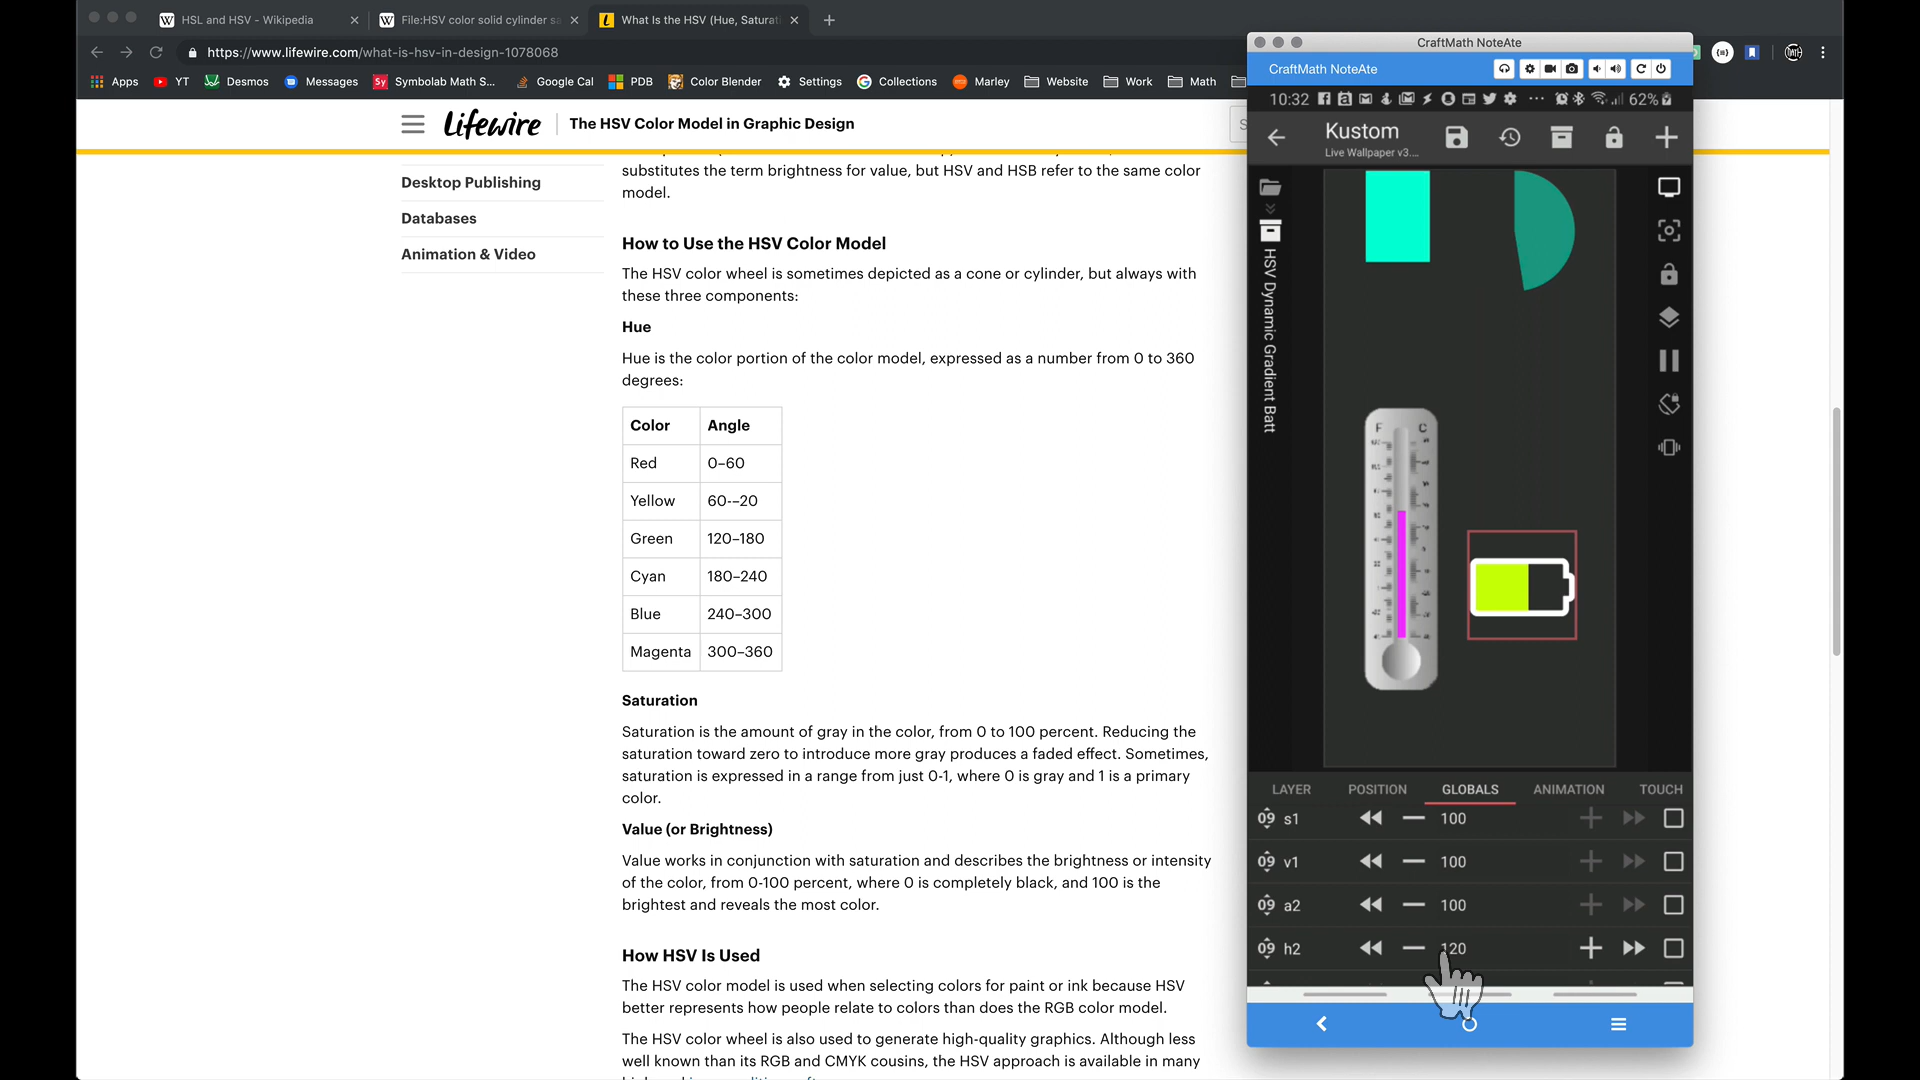 HSL and HSV - Wikipedia
File:HSV color solid cylinder sa
What Is the HSV (Hue, Saturati
https://www.lifewire.com/what-is-hsv-in-design-1078068
Apps
YT
Desmos
Messages
Symbolab Math S...
Google Cal
PDB
Color Blender
Settings
Collections
Marley
Website
Work
Math
Lifewire
The HSV Color Model in Graphic Design
S
Desktop Publishing
Databases
Animation & Video
substitutes the term brightness for value, but HSV and HSB refer to the same color
model.
How to Use the HSV Color Model
The HSV color wheel is sometimes depicted as a cone or cylinder, but always with
these three components:
Hue
Hue is the color portion of the color model, expressed as a number from 0 to 360
degrees:
Color Angle
Red 0–60
Yellow 60-–20
Green 120–180
Cyan 180–240
Blue 240–300
Magenta 300–360
Saturation
Saturation is the amount of gray in the color, from 0 to 100 percent. Reducing the
saturation toward zero to introduce more gray produces a faded effect. Sometimes,
saturation is expressed in a range from just 0-1, where 0 is gray and 1 is a primary
color.
Value (or Brightness)
Value works in conjunction with saturation and describes the brightness or intensity
of the color, from 0-100 percent, where 0 is completely black, and 100 is the
brightest and reveals the most color.
How HSV Is Used
The HSV color model is used when selecting colors for paint or ink because HSV
better represents how people relate to colors than does the RGB color model.
The HSV color wheel is also used to generate high-quality graphics. Although less
well known than its RGB and CMYK cousins, the HSV approach is available in many
CraftMath NoteAte
CraftMath NoteAte
10:32
62%
Kustom
Live Wallpaper v3....
HSV Dynamic Gradient Batt
F C
LAYER
POSITION
GLOBALS
ANIMATION
TOUCH
09 s1 100
09 v1 100
09 a2 100
09 h2 120